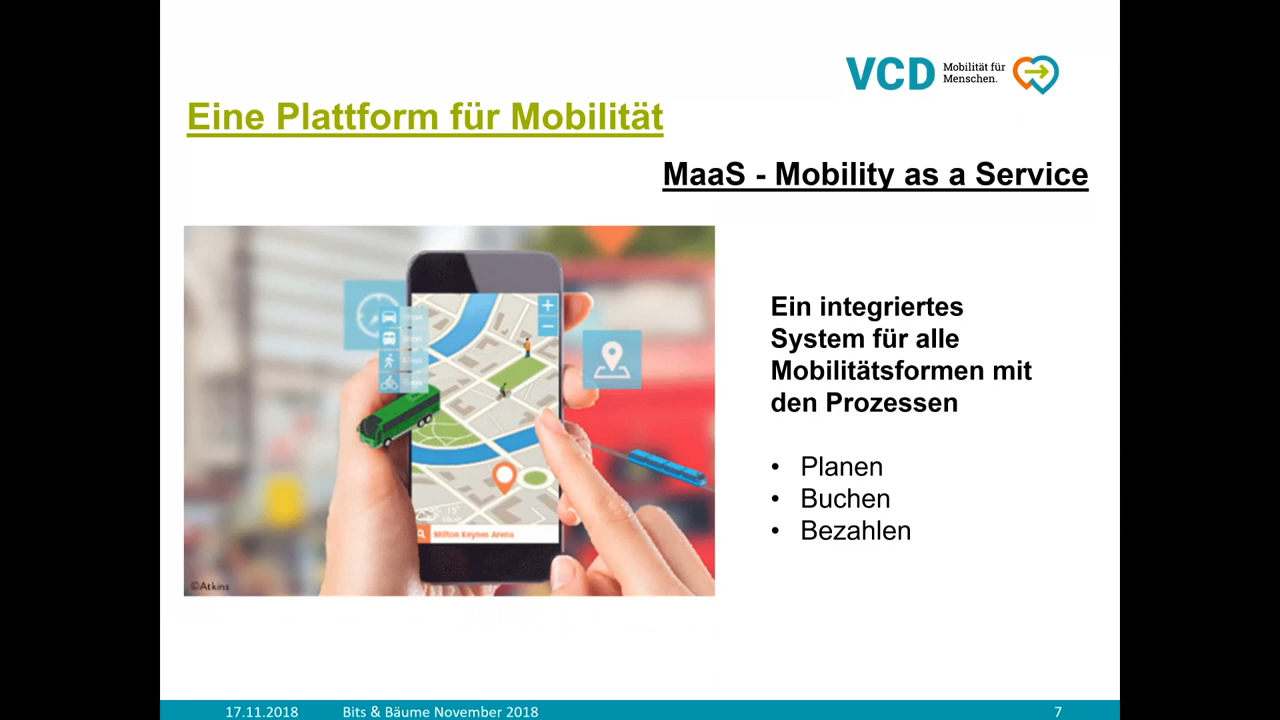 VCD Mobilität für
Menschen.
Eine Plattform für Mobilität
MaaS - Mobility as a Service
Ein integriertes
System für alle
Mobilitätsformen mit
den Prozessen
• Planen
• Buchen
• Bezahlen
+
−
15°
Milton Keynes Arena
©Atkins
17.11.2018 Bits & Bäume November 2018 7